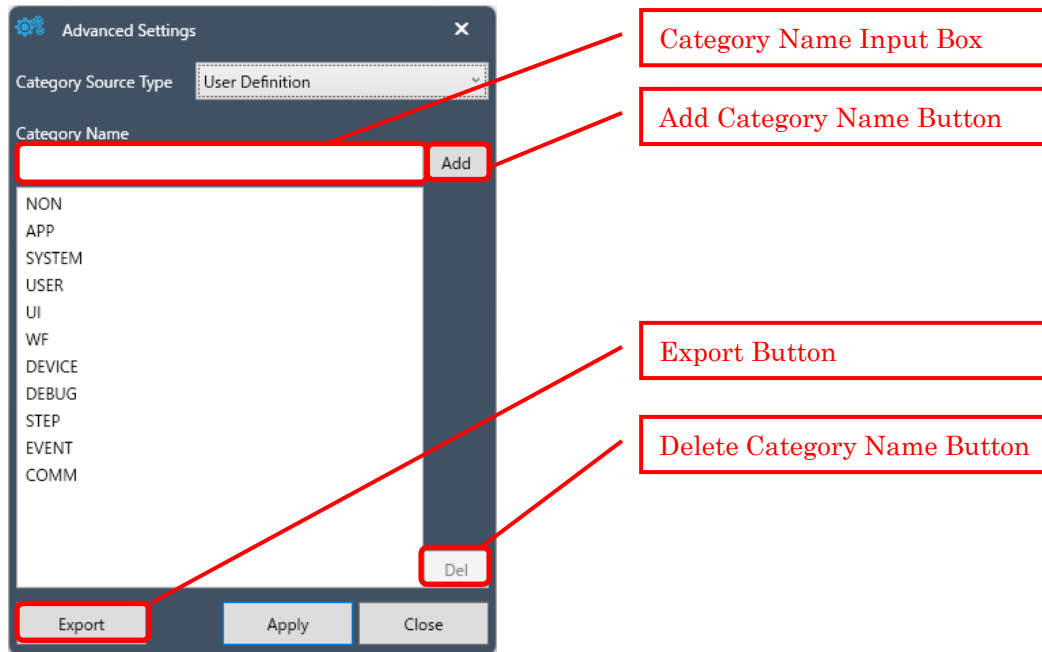 Advanced Settings
Category Source Type
User Definition
Category Name
Add
NON
APP
SYSTEM
USER
UI
WF
DEVICE
DEBUG
STEP
EVENT
COMM
Del
Export
Apply
Close
Category Name Input Box
Add Category Name Button
Export Button
Delete Category Name Button